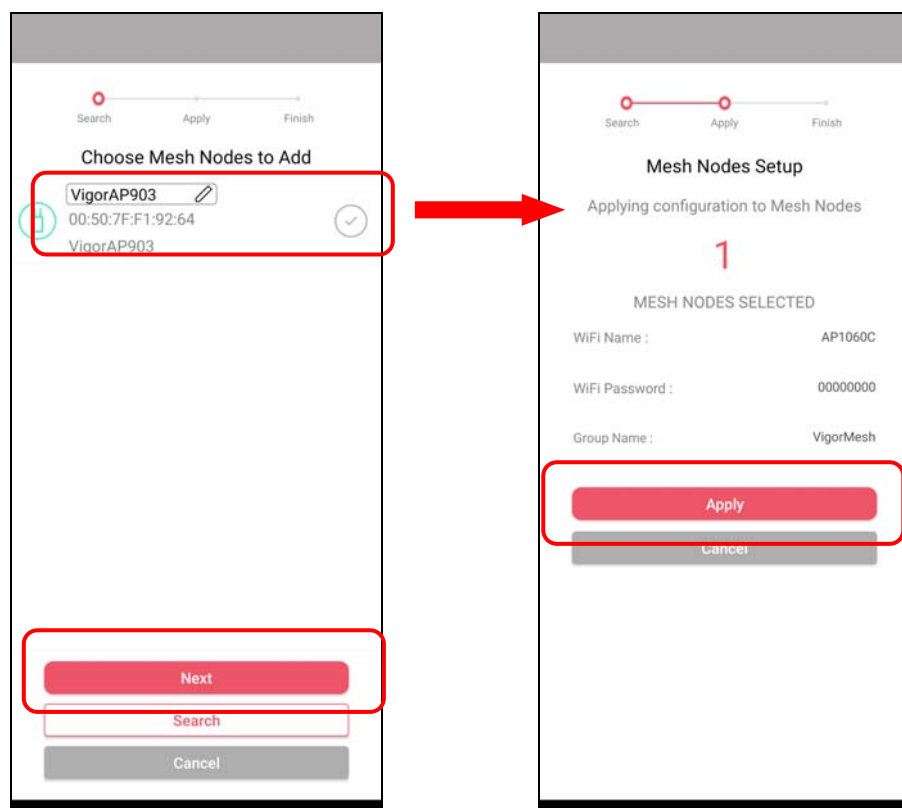 Search Apply Finish
Choose Mesh Nodes to Add
VigorAP903
00:50:7F:F1:92:64
VigorAP903
Next
Search
Cancel
Search Apply Finish
Mesh Nodes Setup
Applying configuration to Mesh Nodes
1
MESH NODES SELECTED
WiFi Name : AP1060C
WiFi Password : 00000000
Group Name : VigorMesh
Apply
Cancel